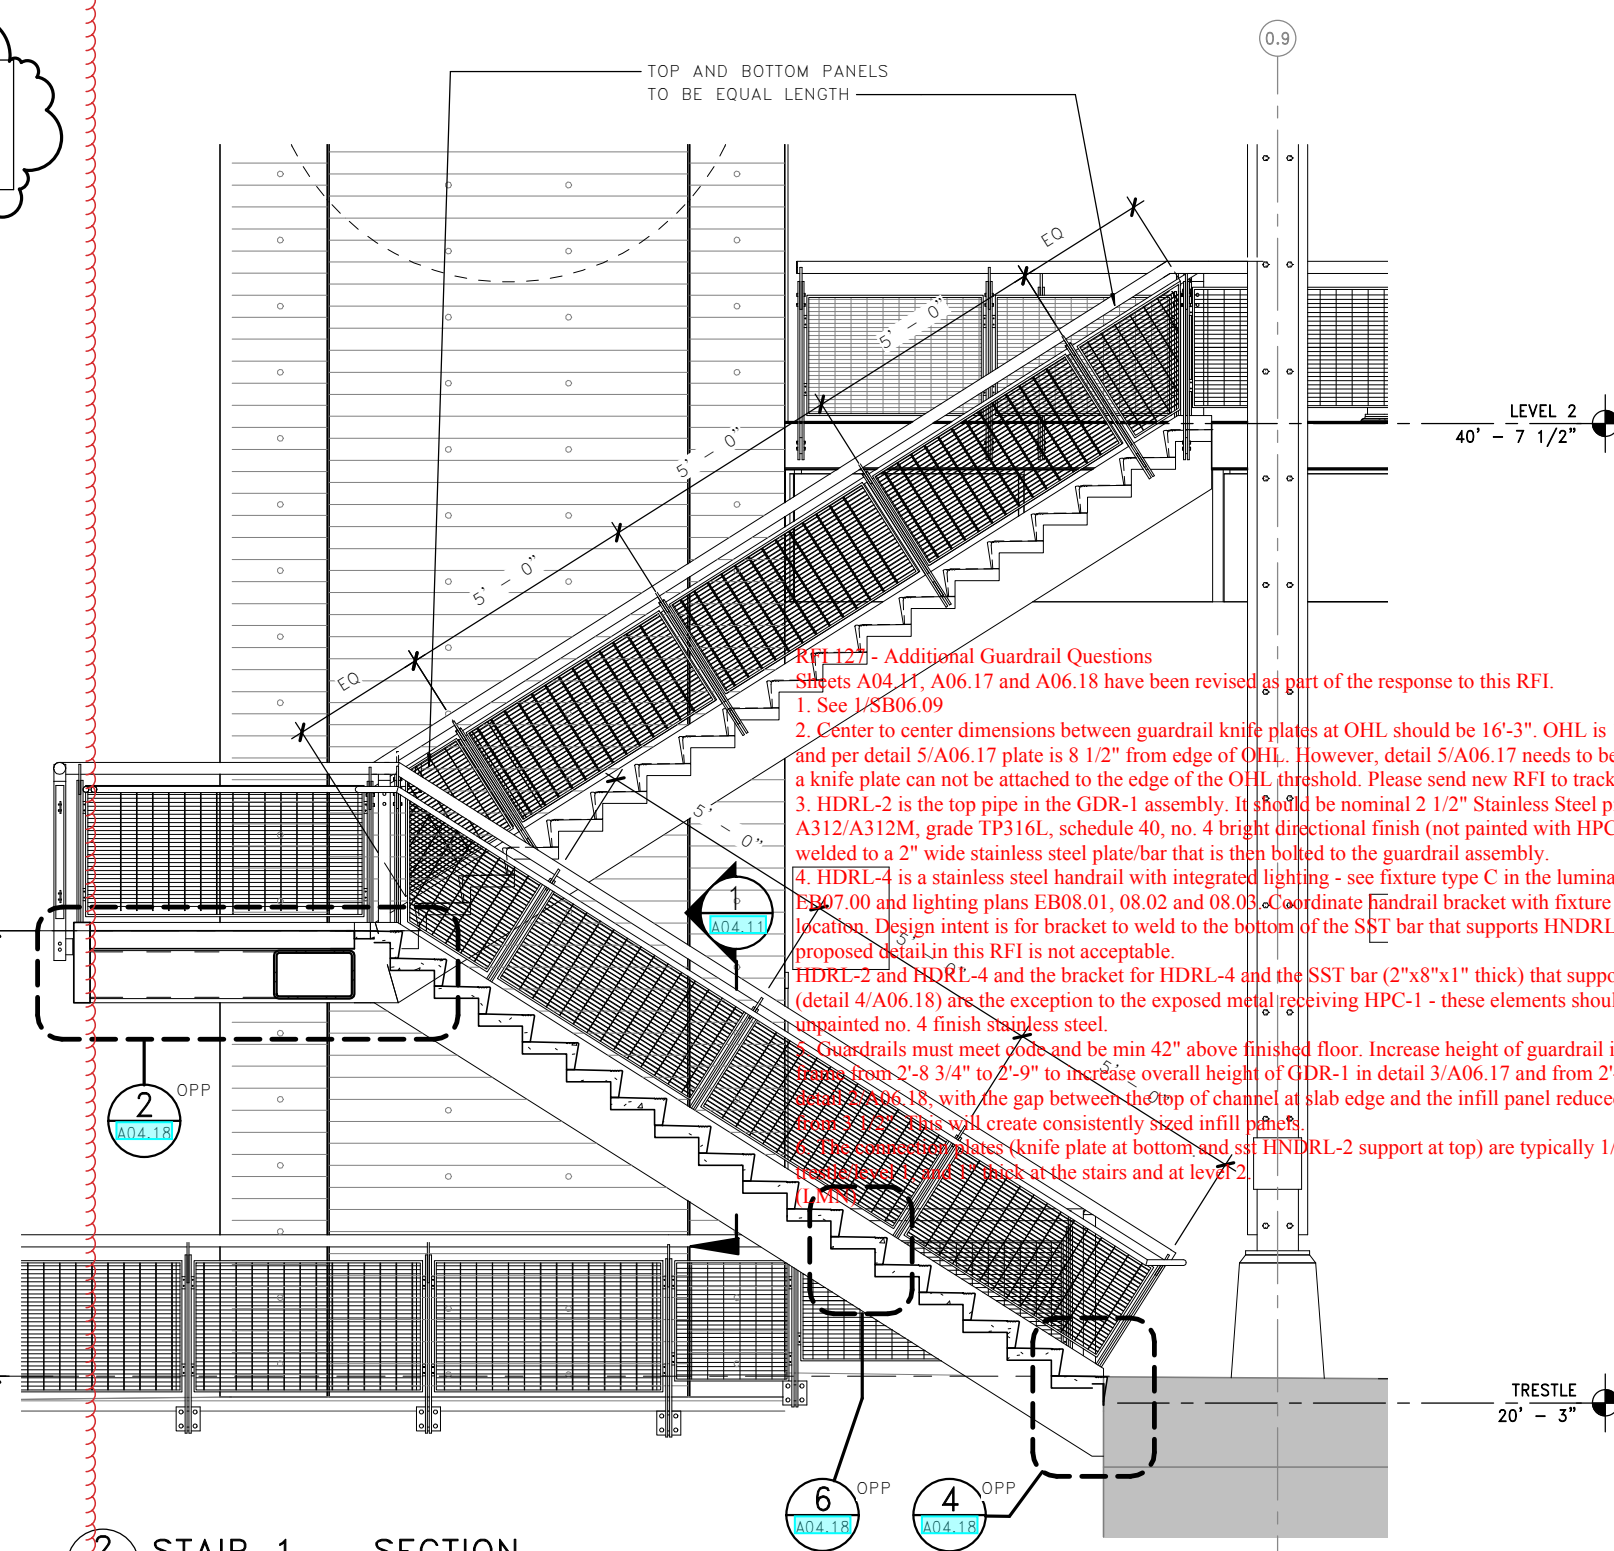 0.9
TOP AND BOTTOM PANELS
TO BE EQUAL LENGTH
EQ
5' - 0"
5' - 0"
5' - 0"
EQ
LEVEL 2
40' - 7 1/2"
RFI 127 - Additional Guardrail Questions
Sheets A04.11, A06.17 and A06.18 have been revised as part of the response to this RFI.
1. See 1/SB06.09
2. Center to center dimensions between guardrail knife plates at OHL should be 16'-3". OHL is
and per detail 5/A06.17 plate is 8 1/2" from edge of OHL. However, detail 5/A06.17 needs to be
a knife plate can not be attached to the edge of the OHL threshold. Please send new RFI to track
3. HDRL-2 is the top pipe in the GDR-1 assembly. It should be nominal 2 1/2" Stainless Steel p
A312/A312M, grade TP316L, schedule 40, no. 4 bright directional finish (not painted with HPC
welded to a 2" wide stainless steel plate/bar that is then bolted to the guardrail assembly.
4. HDRL-4 is a stainless steel handrail with integrated lighting - see fixture type C in the lumina
EB07.00 and lighting plans EB08.01, 08.02 and 08.03. Coordinate handrail bracket with fixture
location. Design intent is for bracket to weld to the bottom of the SST bar that supports HNDRL
proposed detail in this RFI is not acceptable.
HDRL-2 and HDRL-4 and the bracket for HDRL-4 and the SST bar (2"x8"x1" thick) that suppo
(detail 4/A06.18) are the exception to the exposed metal receiving HPC-1 - these elements shoul
unpainted no. 4 finish stainless steel.
5. Guardrails must meet code and be min 42" above finished floor. Increase height of guardrail i
frame from 2'-8 3/4" to 2'-9" to increase overall height of GDR-1 in detail 3/A06.17 and from 2'-
detail 2/A06.18, with the gap between the top of channel at slab edge and the infill panel reduced
from 3 1/2". This will create consistently sized infill panels.
6. The connection plates (knife plate at bottom and sst HNDRL-2 support at top) are typically 1/
trestle level 1, and 1" thick at the stairs and at level 2.
(LMN)
5' - 0"
5' - 0"
5' - 0"
1
A04.11
2
A04.18
OPP
TRESTLE
20' - 3"
6
A04.18
OPP
4
A04.18
OPP
2 STAIR 1 SECTION